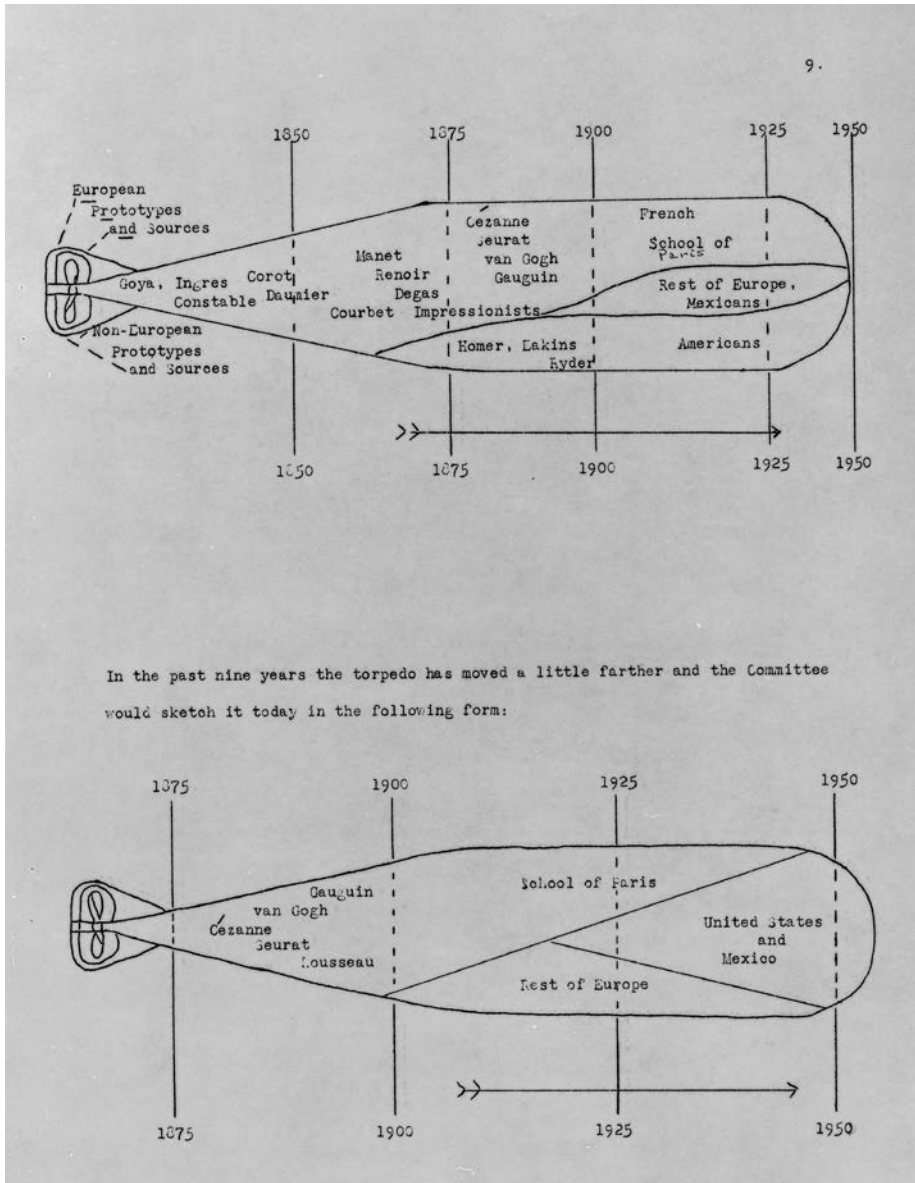 9.
1850 1875 1900 1925 1950
European
Prototypes
and Sources
Goya, Ingres
Constable
Corot
Daumier
Manet
Renoir
Degas
Courbet Impressionists
Cezanne
Seurat
van Gogh
Gauguin
French
School of
Paris
Rest of Europe,
Mexicans
Homer, Eakins
Ryder
Americans
Non-European
Prototypes
and Sources
1850 1875 1900 1925 1950
In the past nine years the torpedo has moved a little farther and the Committee
would sketch it today in the following form:
1875 1900 1925 1950
Gauguin
van Gogh
Cézanne
Seurat
Rousseau
School of Paris
United States
and
Mexico
Rest of Europe
1875 1900 1925 1950